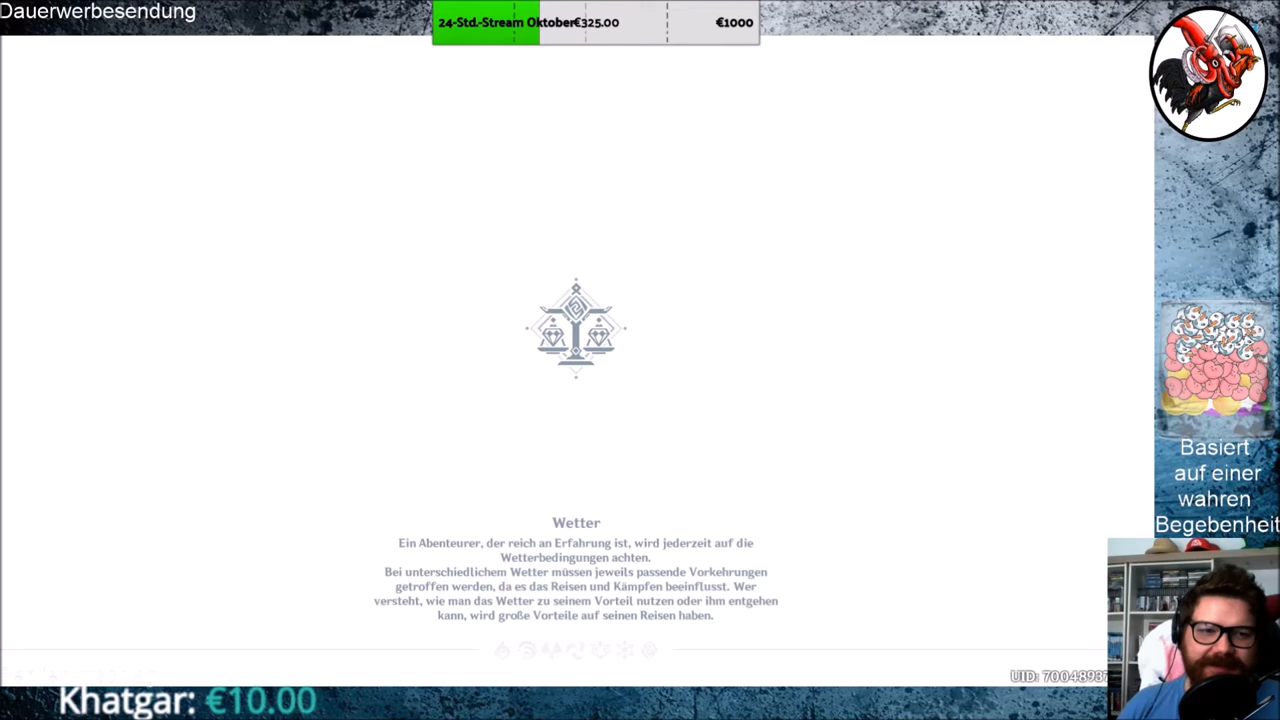 Dauerwerbesendung
24-Std.-Stream Oktober €325.00 €1000
Wetter
Ein Abenteurer, der reich an Erfahrung ist, wird jederzeit auf die
Wetterbedingungen achten.
Bei unterschiedlichem Wetter müssen jeweils passende Vorkehrungen
getroffen werden, da es das Reisen und Kämpfen beeinflusst. Wer
versteht, wie man das Wetter zu seinem Vorteil nutzen oder ihm entgehen
kann, wird große Vorteile auf seinen Reisen haben.
Basiert
auf einer
wahren
Begebenheit
UID: 70048937
Khatgar: €10.00